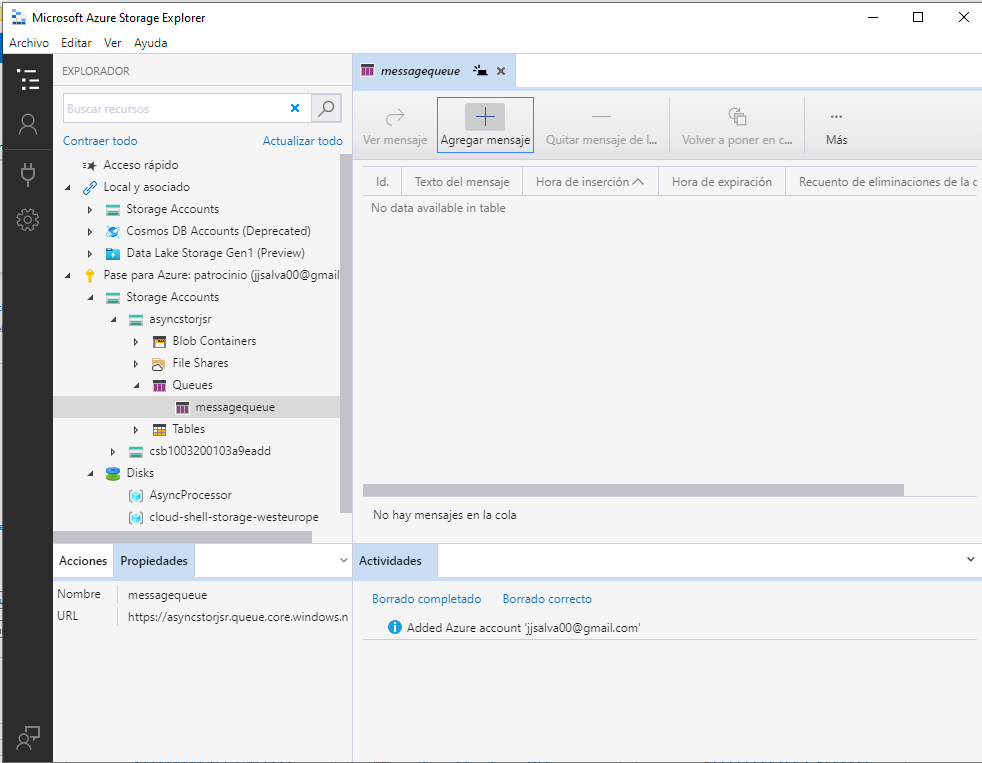 Microsoft Azure Storage Explorer
Archivo Editar Ver Ayuda
EXPLORADOR
Buscar recursos
Contraer todo Actualizar todo
Acceso rápido
Local y asociado
Storage Accounts
Cosmos DB Accounts (Deprecated)
Data Lake Storage Gen1 (Preview)
Pase para Azure: patrocinio (jjsalva00@gmail
Storage Accounts
asyncstorjsr
Blob Containers
File Shares
Queues
messagequeue
Tables
csb1003200103a9eadd
Disks
AsyncProcessor
cloud-shell-storage-westeurope
Acciones Propiedades
Nombre messagequeue
URL https://asyncstorjsr.queue.core.windows.n
messagequeue
Ver mensaje Agregar mensaje Quitar mensaje de l... Volver a poner en c... Más
Id. Texto del mensaje Hora de inserción Hora de expiración Recuento de eliminaciones de la c
No data available in table
No hay mensajes en la cola
Actividades
Borrado completado Borrado correcto
Added Azure account 'jjsalva00@gmail.com'